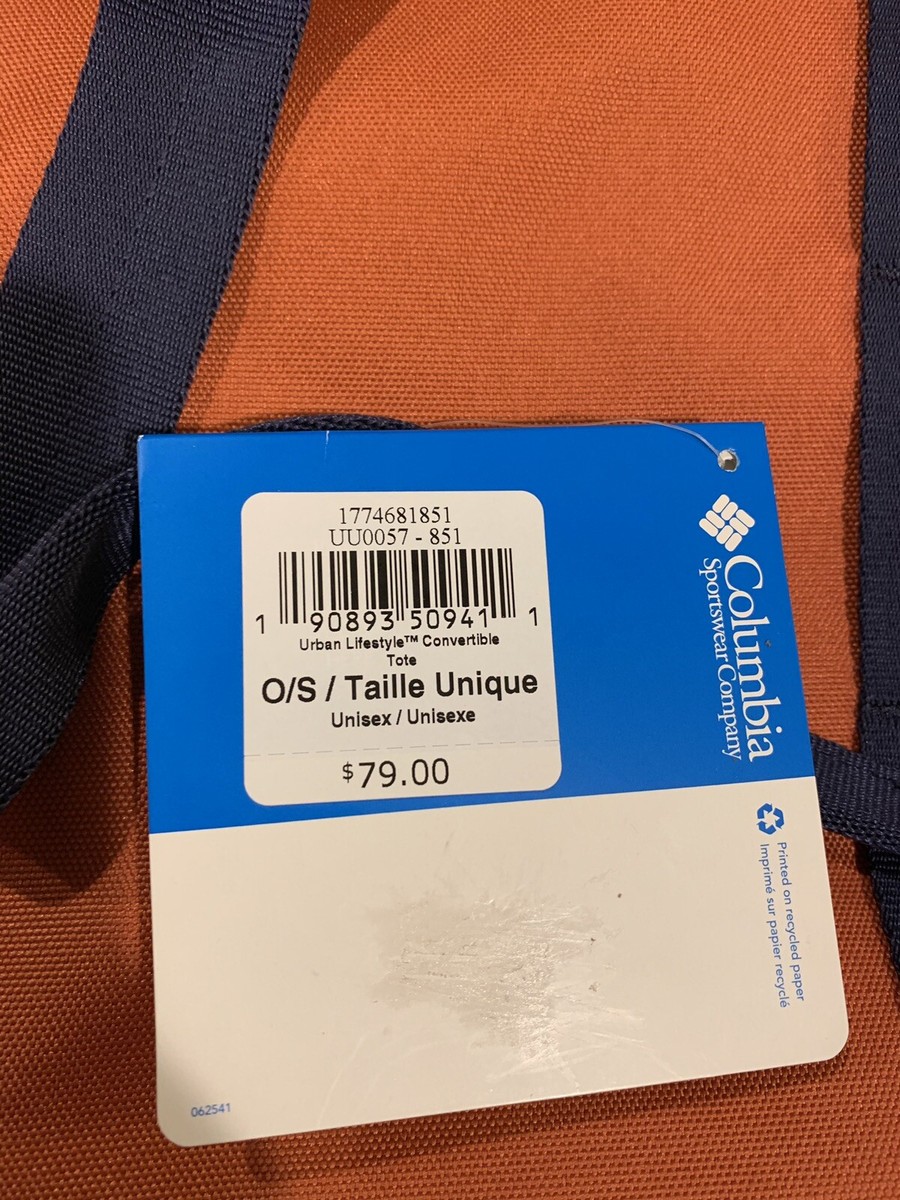 1774681851
UU0057 - 851
1 90893 50941 1
Urban Lifestyle™ Convertible
Tote
O/S / Taille Unique
Unisex / Unisexe
$79.00
Columbia
Sportswear Company
Printed on recycled paper
Imprimé sur papier recyclé
062541